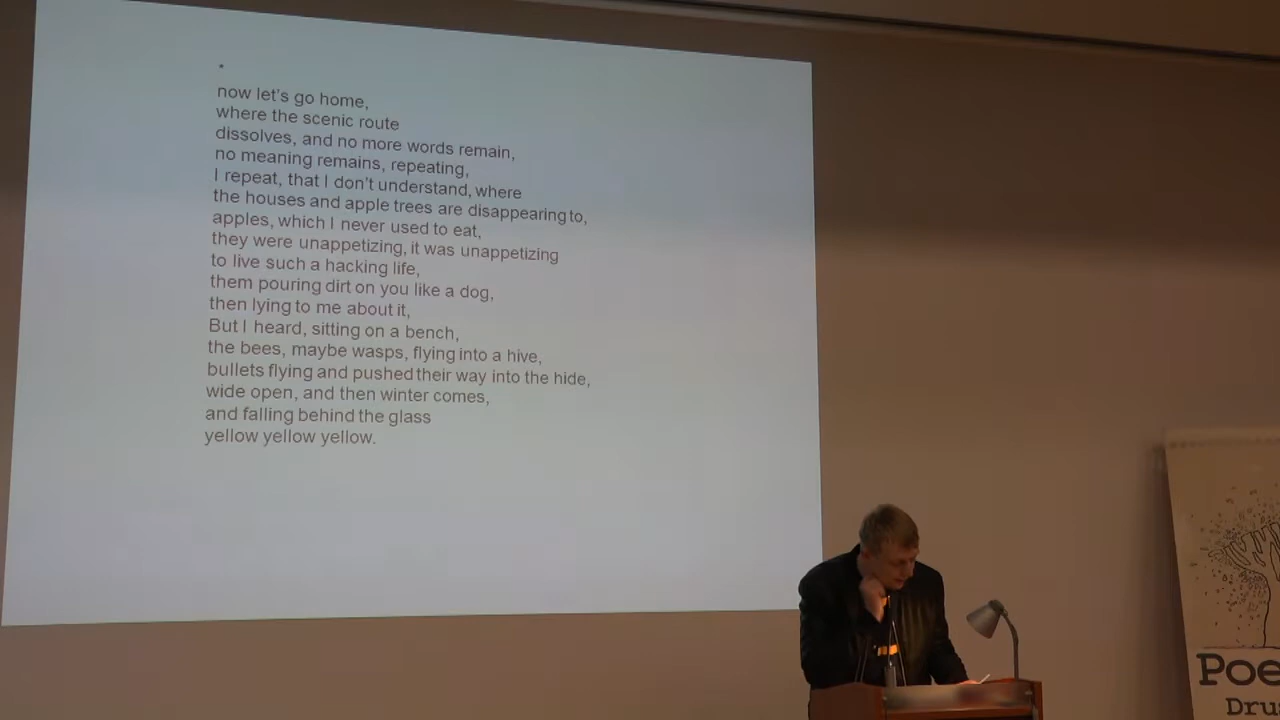 *
now let's go home,
where the scenic route
dissolves, and no more words remain,
no meaning remains, repeating,
I repeat, that I don't understand, where
the houses and apple trees are disappearing to,
apples, which I never used to eat,
they were unappetizing, it was unappetizing
to live such a hacking life,
them pouring dirt on you like a dog,
then lying to me about it,
But I heard, sitting on a bench,
the bees, maybe wasps, flying into a hive,
bullets flying and pushed their way into the hide,
wide open, and then winter comes,
and falling behind the glass
yellow yellow yellow.
Poe
Dru